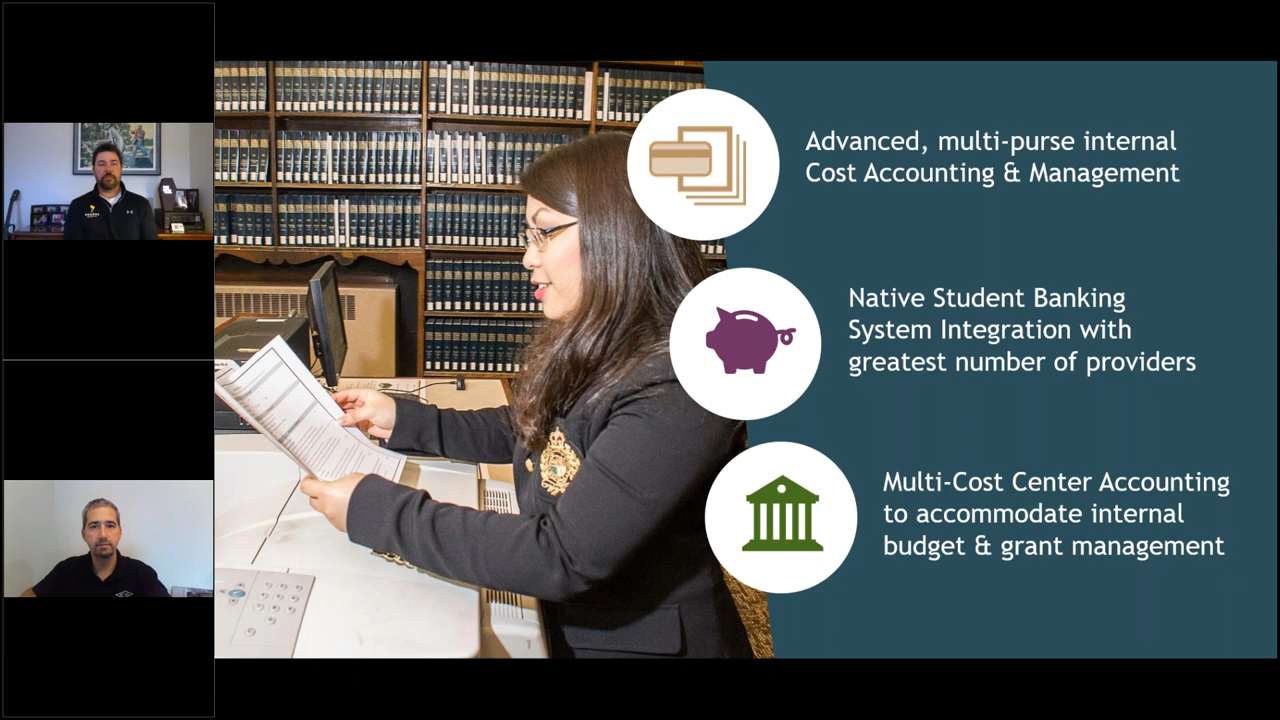 Advanced, multi-purse internal
Cost Accounting & Management
Native Student Banking
System Integration with
greatest number of providers
Multi-Cost Center Accounting
to accommodate internal
budget & grant management